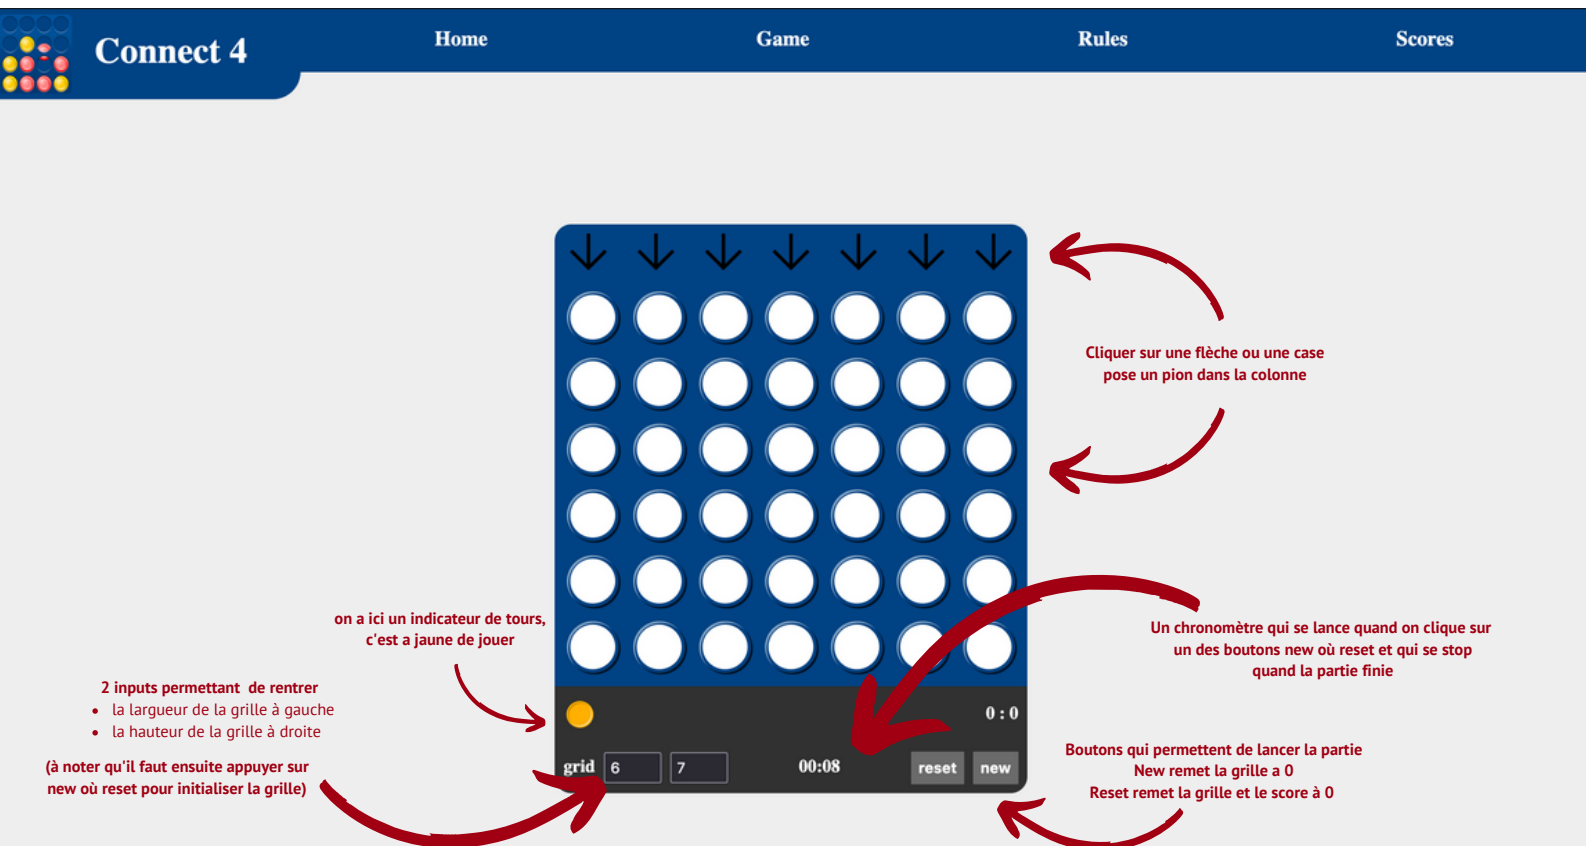 Connect 4
Home
Game
Rules
Scores
Cliquer sur une flèche ou une case
pose un pion dans la colonne
on a ici un indicateur de tours,
c'est a jaune de jouer
Un chronomètre qui se lance quand on clique sur
un des boutons new où reset et qui se stop
quand la partie finie
2 inputs permettant de rentrer
• la largueur de la grille à gauche
• la hauteur de la grille à droite
(à noter qu'il faut ensuite appuyer sur
new où reset pour initialiser la grille)
0 : 0
grid 6 7 00:08 reset new
Boutons qui permettent de lancer la partie
New remet la grille a 0
Reset remet la grille et le score à 0